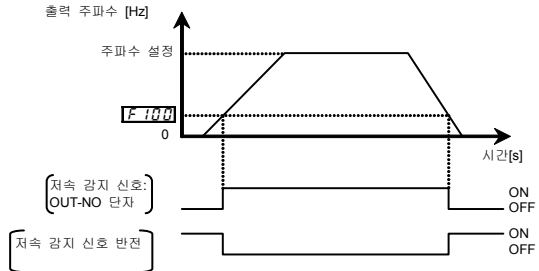 출력 주파수 [Hz]
주파수 설정
F100
0
시간[s]
저속 감지 신호:
OUT-NO 단자
ON
OFF
저속 감지 신호 반전
ON
OFF